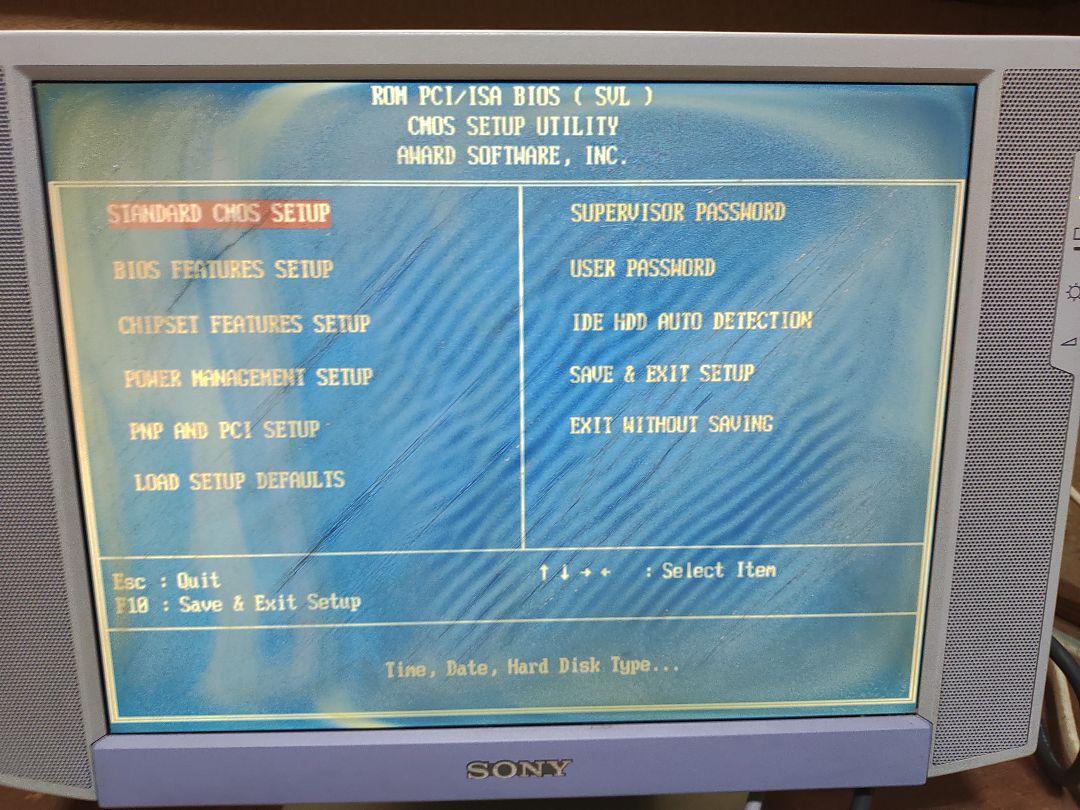 ROM PCI/ISA BIOS ( SVL )
CMOS SETUP UTILITY
AWARD SOFTWARE, INC.
STANDARD CMOS SETUP
BIOS FEATURES SETUP
CHIPSET FEATURES SETUP
POWER MANAGEMENT SETUP
PNP AND PCI SETUP
LOAD SETUP DEFAULTS
SUPERVISOR PASSWORD
USER PASSWORD
IDE HDD AUTO DETECTION
SAVE & EXIT SETUP
EXIT WITHOUT SAVING
Esc : Quit
F10 : Save & Exit Setup
↑ ↓ → ← : Select Item
Time, Date, Hard Disk Type...
SONY